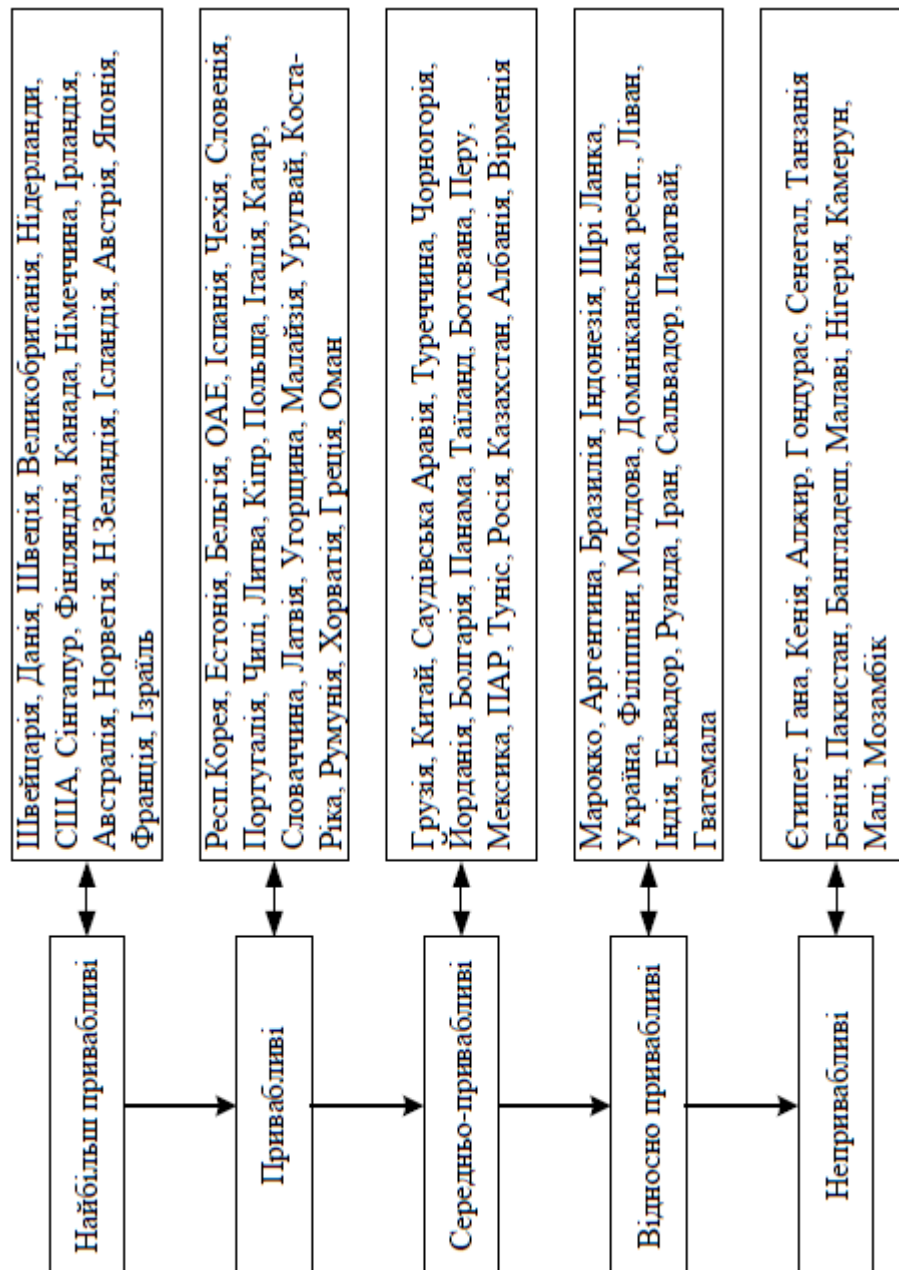 Найбільш привабливі
Швейцарія, Данія, Швеція, Великобританія, Нідерланди,
США, Сінгапур, Фінляндія, Канада, Німеччина, Ірландія,
Австралія, Норвегія, Н.Зеландія, Ісландія, Австрія, Японія,
Франція, Ізраїль
Привабливі
Респ.Корея, Естонія, Бельгія, ОАЕ, Іспанія, Чехія, Словенія,
Португалія, Чилі, Литва, Кіпр, Польща, Італія, Катар,
Словаччина, Латвія, Угорщина, Малайзія, Уругвай, Коста-
Ріка, Румунія, Хорватія, Греція, Оман
Середньо-привабливі
Грузія, Китай, Саудівська Аравія, Туреччина, Чорногорія,
Йорданія, Болгарія, Панама, Таїланд, Ботсвана, Перу,
Мексика, ПАР, Туніс, Росія, Казахстан, Албанія, Вірменія
Відносно привабливі
Марокко, Аргентина, Бразилія, Індонезія, Шрі Ланка,
Україна, Філіппіни, Молдова, Домініканська респ., Ліван,
Індія, Еквадор, Руанда, Іран, Сальвадор, Парагвай,
Гватемала
Непривабливі
Єгипет, Гана, Кенія, Алжир, Гондурас, Сенегал, Танзанія
Бенін, Пакистан, Бангладеш, Малаві, Нігерія, Камерун,
Малі, Мозамбік